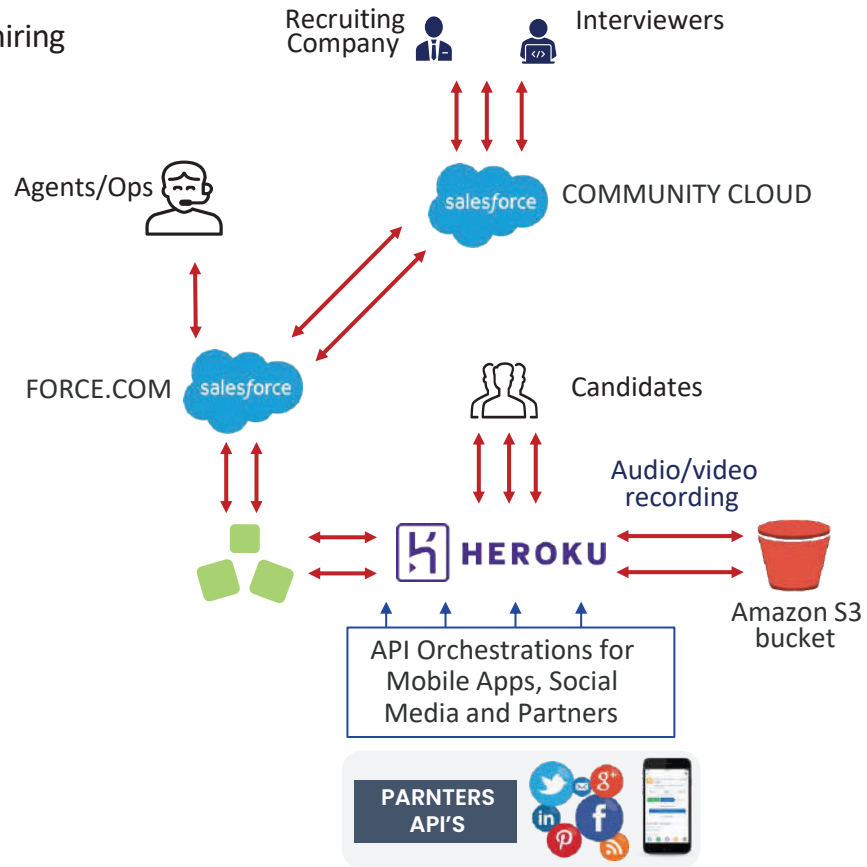 hiring
Recruiting
Company
Interviewers
Agents/Ops
salesforce
COMMUNITY CLOUD
FORCE.COM
salesforce
Candidates
Audio/video
recording
HEROKU
Amazon S3
bucket
API Orchestrations for
Mobile Apps, Social
Media and Partners
PARNTERS
API'S